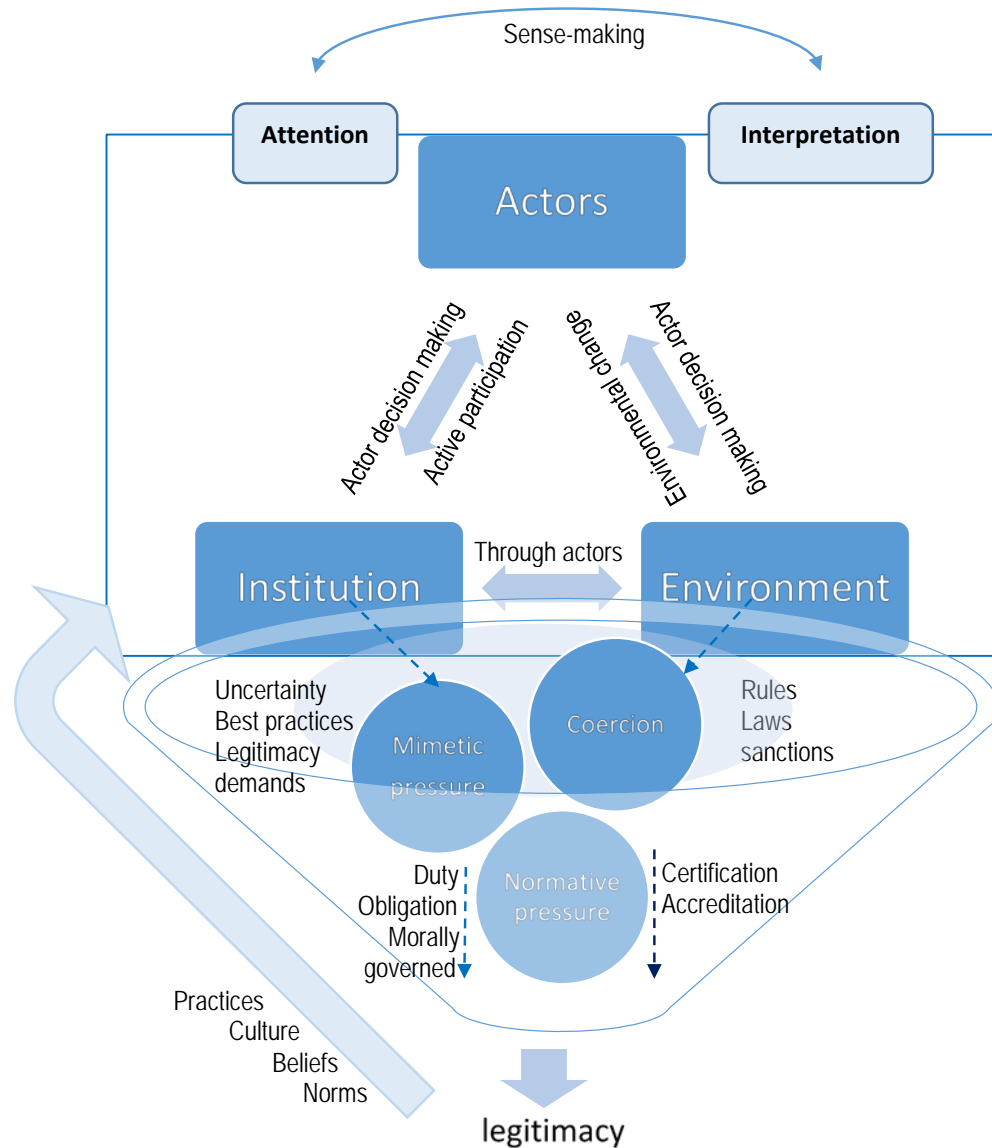 Sense-making
Attention
Interpretation
Actors
Actor decision making
Active participation
Environmental change
Actor decision making
Institution
Through actors
Environment
Uncertainty
Best practices
Legitimacy
demands
Mimetic
pressure
Coercion
Rules
Laws
sanctions
Duty
Obligation
Morally
governed
Normative
pressure
Certification
Accreditation
Practices
Culture
Beliefs
Norms
legitimacy